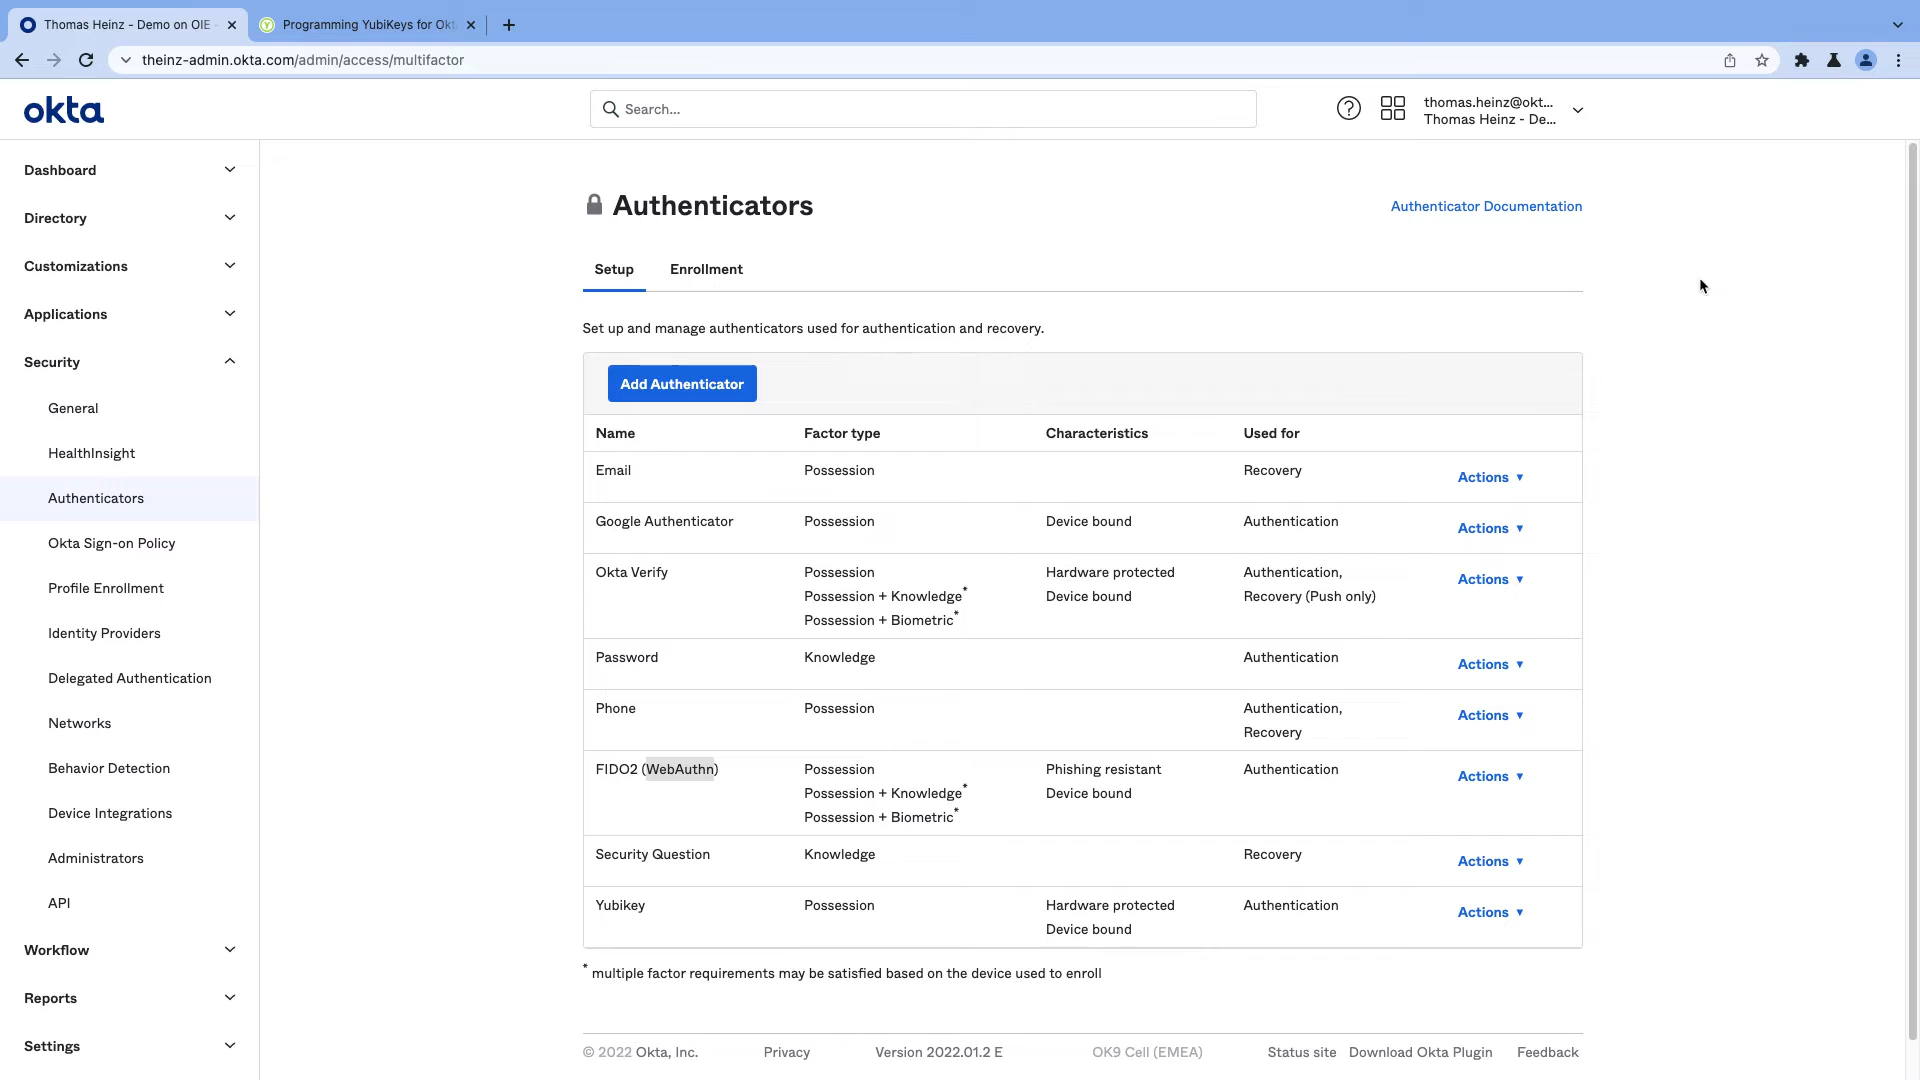 Thomas Heinz - Demo on OIE -
Programming YubiKeys for Okt
theinz-admin.okta.com/admin/access/multifactor
okta
Search...
thomas.heinz@okt...
Thomas Heinz - De...
Dashboard
Directory
Customizations
Applications
Security
General
HealthInsight
Authenticators
Okta Sign-on Policy
Profile Enrollment
Identity Providers
Delegated Authentication
Networks
Behavior Detection
Device Integrations
Administrators
API
Workflow
Reports
Settings
Authenticators
Authenticator Documentation
Setup Enrollment
Set up and manage authenticators used for authentication and recovery.
Add Authenticator
Name Factor type Characteristics Used for
Email Possession Recovery Actions ▼
Google Authenticator Possession Device bound Authentication Actions ▼
Okta Verify Possession Hardware protected Authentication, Actions ▼
Possession + Knowledge* Device bound Recovery (Push only)
Possession + Biometric*
Password Knowledge Authentication Actions ▼
Phone Possession Authentication, Actions ▼
Recovery
FIDO2 (WebAuthn) Possession Phishing resistant Authentication Actions ▼
Possession + Knowledge* Device bound
Possession + Biometric*
Security Question Knowledge Recovery Actions ▼
Yubikey Possession Hardware protected Authentication Actions ▼
Device bound
* multiple factor requirements may be satisfied based on the device used to enroll
© 2022 Okta, Inc. Privacy Version 2022.01.2 E OK9 Cell (EMEA) Status site Download Okta Plugin Feedback